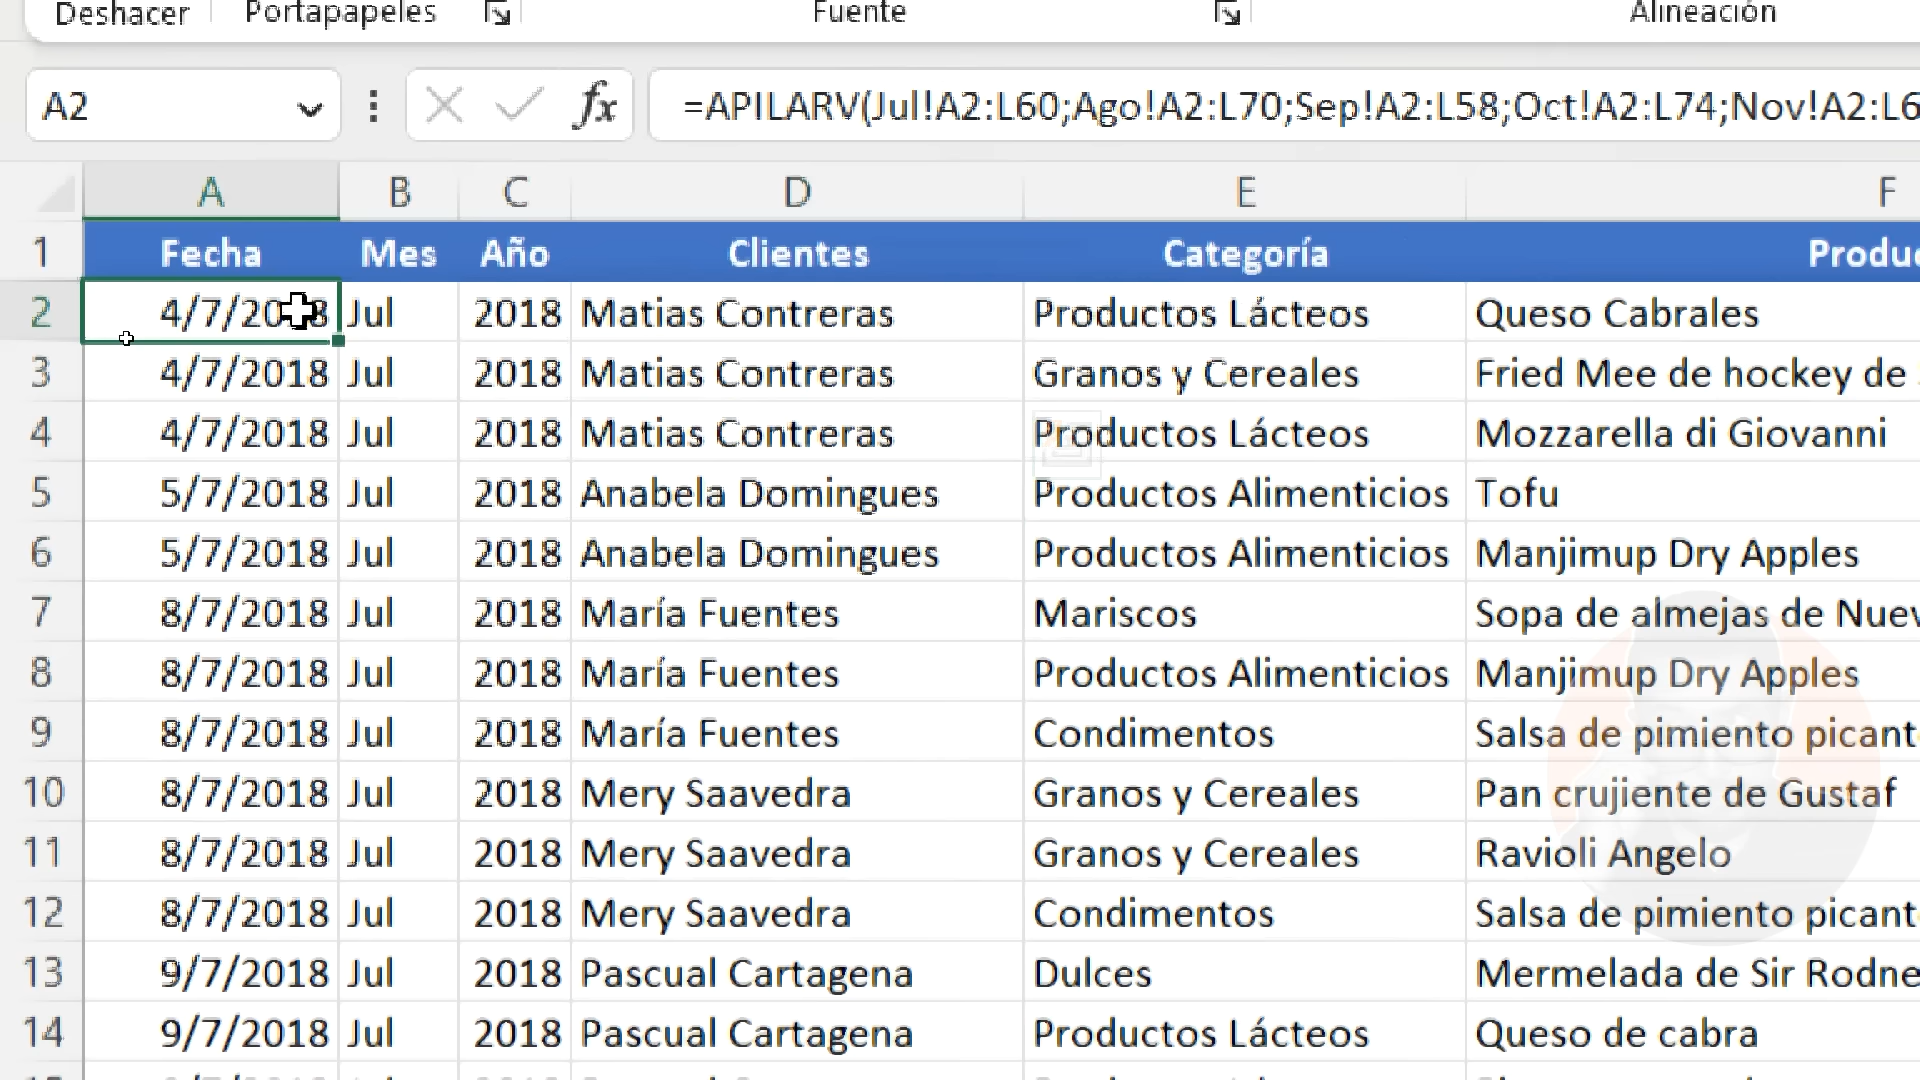 Deshacer Portapapeles Fuente Alineación
A2 fx =APILARV(Jul!A2:L60;Ago!A2:L70;Sep!A2:L58;Oct!A2:L74;Nov!A2:L6
A B C D E F
1 Fecha Mes Año Clientes Categoría Produc
2 4/7/2018 Jul 2018 Matias Contreras Productos Lácteos Queso Cabrales
3 4/7/2018 Jul 2018 Matias Contreras Granos y Cereales Fried Mee de hockey de
4 4/7/2018 Jul 2018 Matias Contreras Productos Lácteos Mozzarella di Giovanni
5 5/7/2018 Jul 2018 Anabela Domingues Productos Alimenticios Tofu
6 5/7/2018 Jul 2018 Anabela Domingues Productos Alimenticios Manjimup Dry Apples
7 8/7/2018 Jul 2018 María Fuentes Mariscos Sopa de almejas de Nuev
8 8/7/2018 Jul 2018 María Fuentes Productos Alimenticios Manjimup Dry Apples
9 8/7/2018 Jul 2018 María Fuentes Condimentos Salsa de pimiento picant
10 8/7/2018 Jul 2018 Mery Saavedra Granos y Cereales Pan crujiente de Gustaf
11 8/7/2018 Jul 2018 Mery Saavedra Granos y Cereales Ravioli Angelo
12 8/7/2018 Jul 2018 Mery Saavedra Condimentos Salsa de pimiento picant
13 9/7/2018 Jul 2018 Pascual Cartagena Dulces Mermelada de Sir Rodne
14 9/7/2018 Jul 2018 Pascual Cartagena Productos Lácteos Queso de cabra